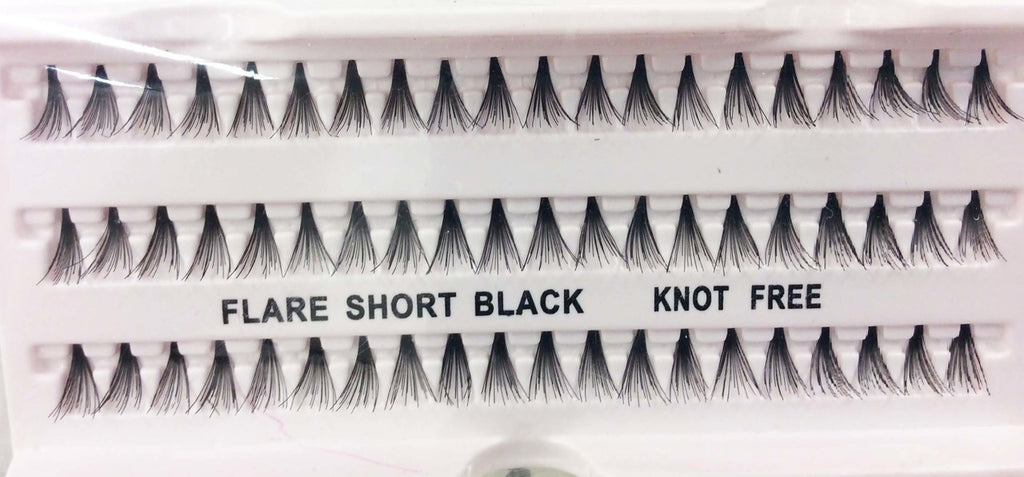 FLARE SHORT BLACK KNOT FREE